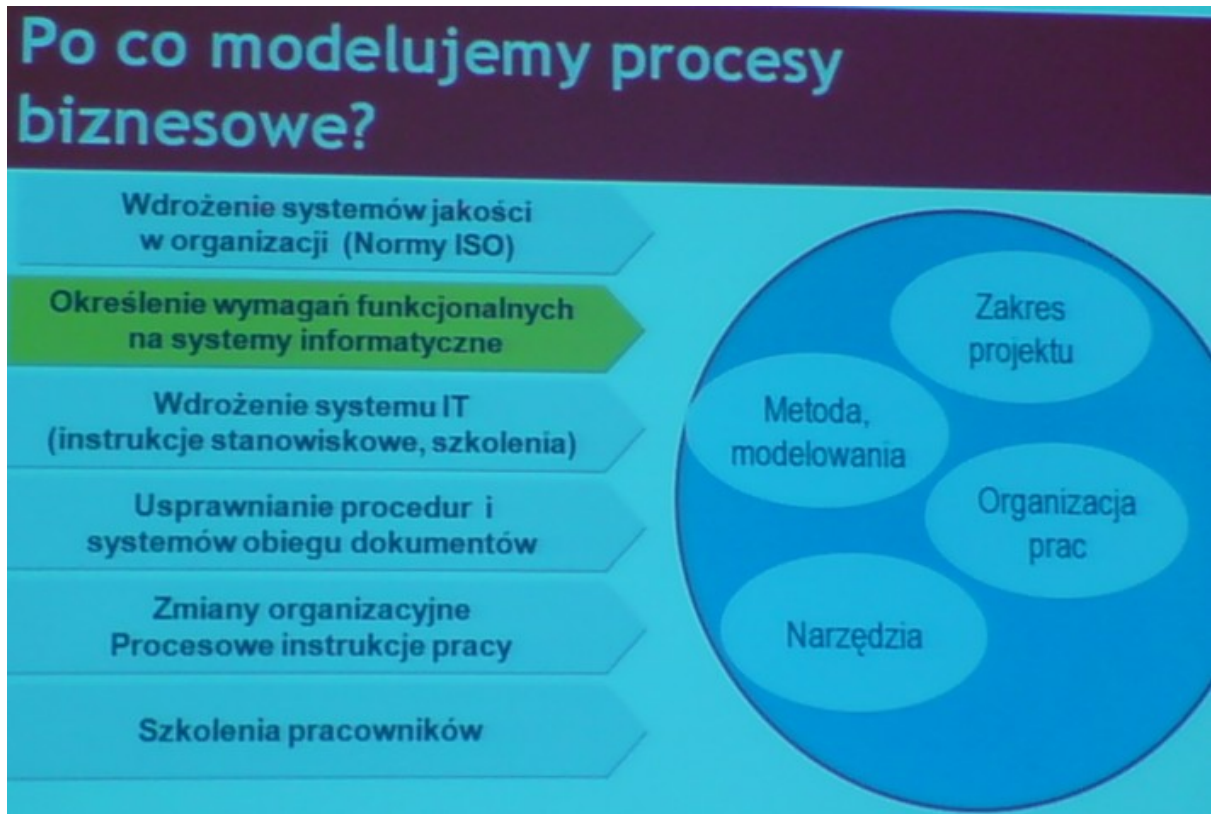 Po co modelujemy procesy
biznesowe?
Wdrożenie systemów jakości
w organizacji (Normy ISO)
Określenie wymagań funkcjonalnych
na systemy informatyczne
Wdrożenie systemu IT
(instrukcje stanowiskowe, szkolenia)
Usprawnianie procedur i
systemów obiegu dokumentów
Zmiany organizacyjne
Procesowe instrukcje pracy
Szkolenia pracowników
Zakres
projektu
Metoda,
modelowania
Organizacja
prac
Narzędzia